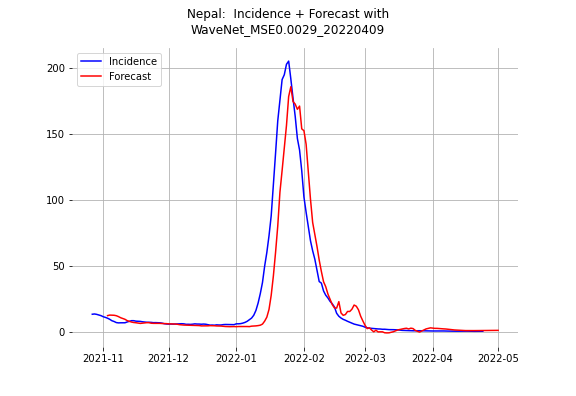 Nepal:  Incidence + Forecast with
WaveNet_MSE0.0029_20220409
Incidence
Forecast
200
150
100
50
0
2021-11 2021-12 2022-01 2022-02 2022-03 2022-04 2022-05